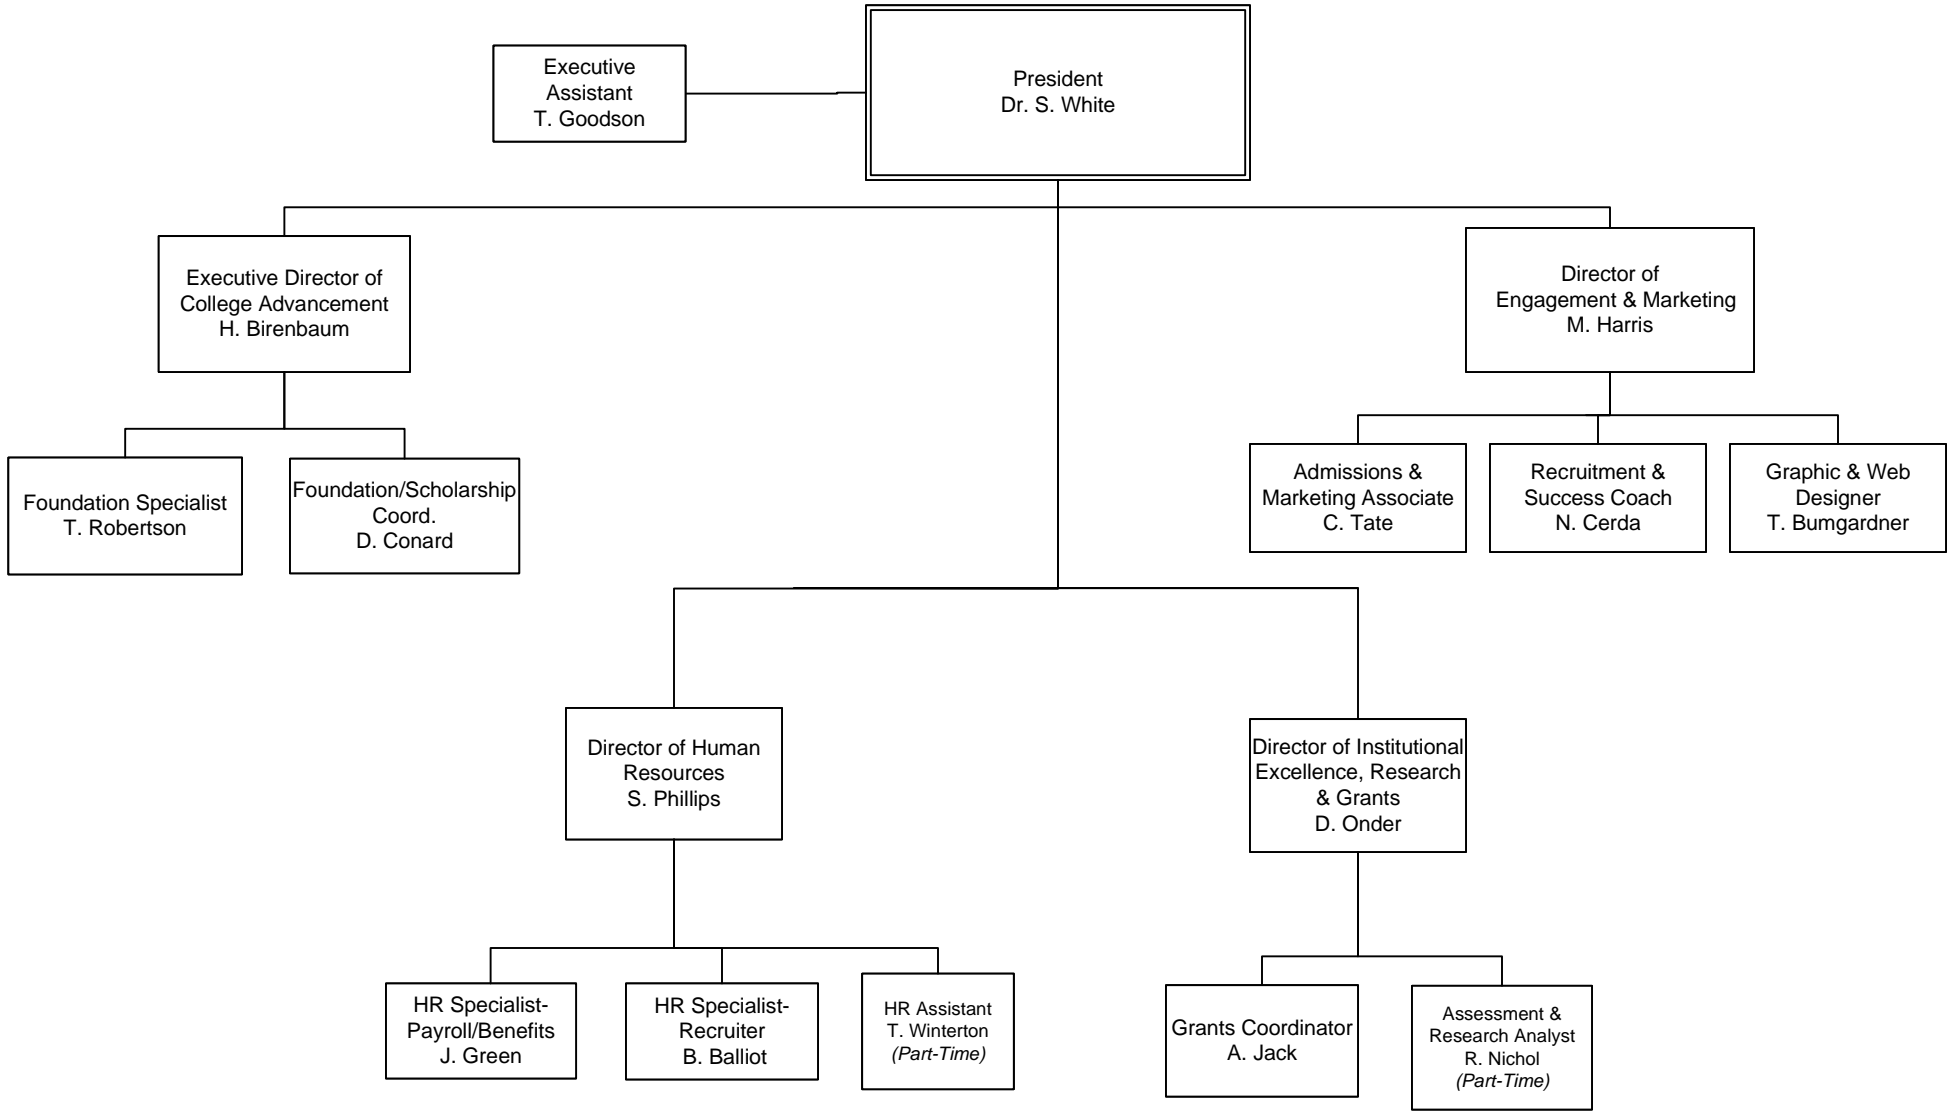 Executive
Assistant
T. Goodson
President
Dr. S. White
Executive Director of
College Advancement
H. Birenbaum
Director of
Engagement & Marketing
M. Harris
Foundation Specialist
T. Robertson
Foundation/Scholarship
Coord.
D. Conard
Admissions &
Marketing Associate
C. Tate
Recruitment &
Success Coach
N. Cerda
Graphic & Web
Designer
T. Bumgardner
Director of Human
Resources
S. Phillips
Director of Institutional
Excellence, Research
& Grants
D. Onder
HR Specialist-
Payroll/Benefits
J. Green
HR Specialist-
Recruiter
B. Balliot
HR Assistant
T. Winterton
(Part-Time)
Grants Coordinator
A. Jack
Assessment &
Research Analyst
R. Nichol
(Part-Time)